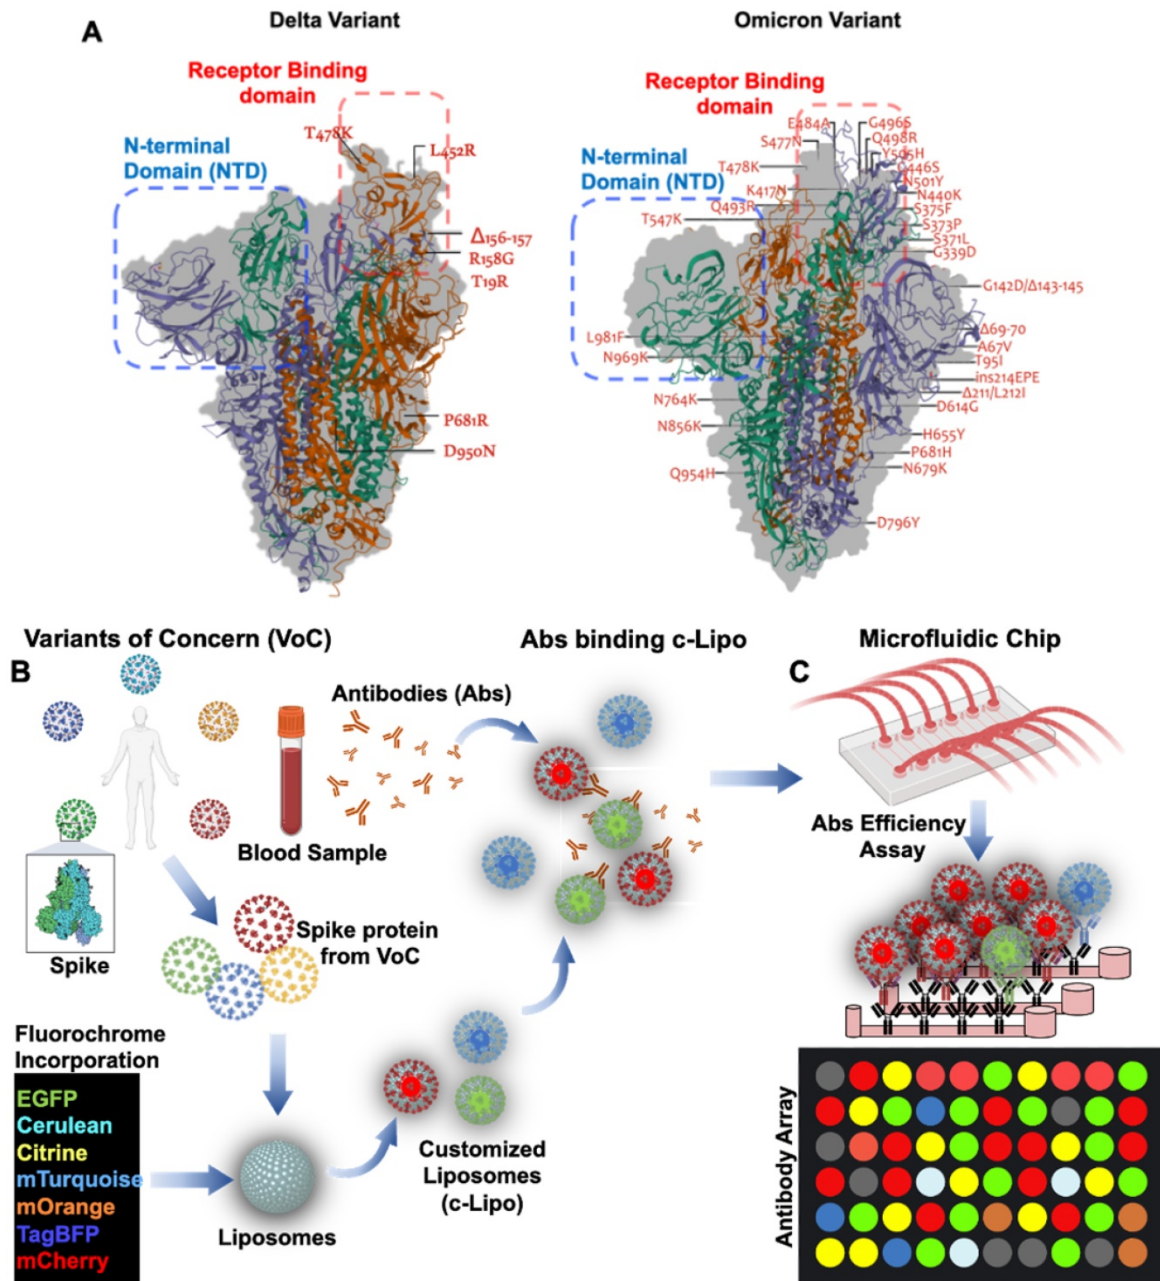 A
Delta Variant
Omicron Variant
Receptor Binding
domain
N-terminal
Domain (NTD)
T478K
L452R
Δ156-157
R158G
T19R
P681R
D950N
Receptor Binding
domain
N-terminal
Domain (NTD)
E484A
S477N
T478K
K417N
Q493R
T547K
G496S
Q498R
Y505H
G446S
N501Y
N440K
S375F
S373P
S371L
G339D
G142D/Δ143-145
Δ69-70
A67V
T95I
ins214EPE
Δ211/L212I
D614G
H655Y
P681H
N679K
D796Y
L981F
N969K
N764K
N856K
Q954H
Variants of Concern (VoC)
B
Spike
Blood Sample
Antibodies (Abs)
Abs binding c-Lipo
Spike protein
from VoC
Fluorochrome
Incorporation
EGFP
Cerulean
Citrine
mTurquoise
mOrange
TagBFP
mCherry
Liposomes
Customized
Liposomes
(c-Lipo)
Microfluidic Chip
C
Abs Efficiency
Assay
Antibody Array